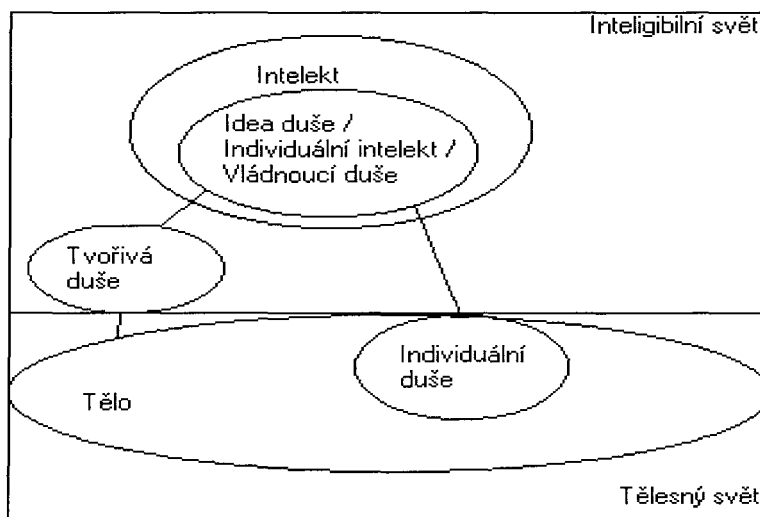 Inteligibilní svět
Intelekt
Idea duše /
Individuální intelekt /
Vládnoucí duše
Tvořivá
duše
Individuální
duše
Tělo
Tělesný svět